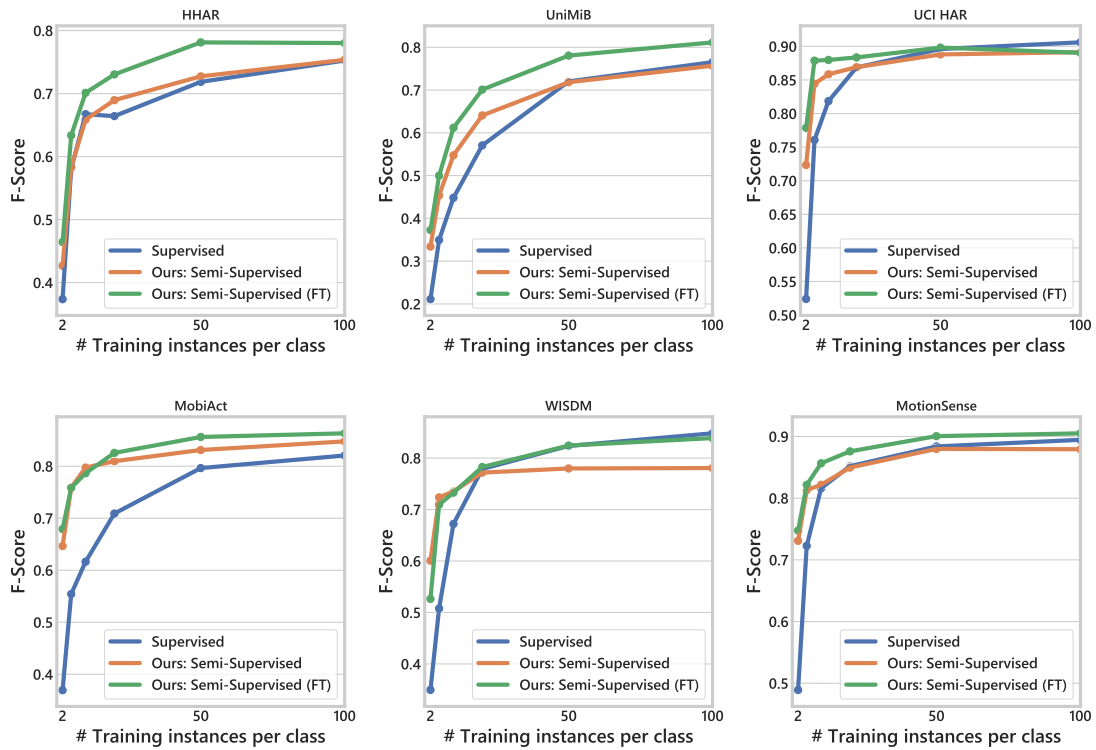 HHAR
0.8
0.7
0.6
0.5
0.4
F-Score
Supervised
Ours: Semi-Supervised
Ours: Semi-Supervised (FT)
2 50 100
# Training instances per class
UniMiB
0.8
0.7
0.6
0.5
0.4
0.3
0.2
F-Score
Supervised
Ours: Semi-Supervised
Ours: Semi-Supervised (FT)
2 50 100
# Training instances per class
UCI HAR
0.90
0.85
0.80
0.75
0.70
0.65
0.60
0.55
0.50
F-Score
Supervised
Ours: Semi-Supervised
Ours: Semi-Supervised (FT)
2 50 100
# Training instances per class
MobiAct
0.8
0.7
0.6
0.5
0.4
F-Score
Supervised
Ours: Semi-Supervised
Ours: Semi-Supervised (FT)
2 50 100
# Training instances per class
WISDM
0.8
0.7
0.6
0.5
0.4
F-Score
Supervised
Ours: Semi-Supervised
Ours: Semi-Supervised (FT)
2 50 100
# Training instances per class
MotionSense
0.9
0.8
0.7
0.6
0.5
F-Score
Supervised
Ours: Semi-Supervised
Ours: Semi-Supervised (FT)
2 50 100
# Training instances per class